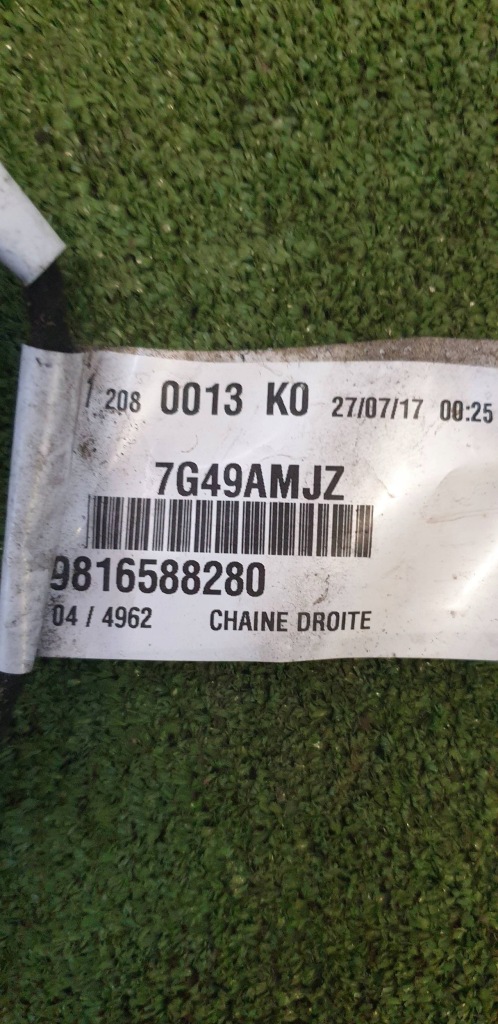 208 0013 K0 27/07/17 00:25
7G49AMJZ
9816588280
04 / 4962 CHAINE DROITE